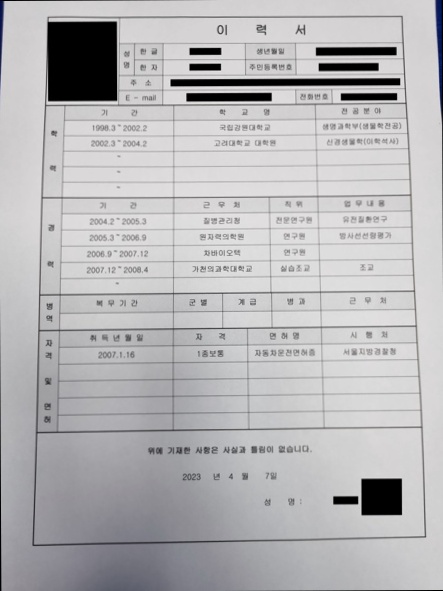 이 력 서
성 명 한 글 생년월일
한 자 주민등록번호
주 소
E - mail 전화번호
학 력 기 간 학 교 명 전 공 분 야
1998.3 ~ 2002.2 국립강원대학교 생명과학부(생물학전공)
2002.3 ~ 2004.2 고려대학교 대학원 신경생물학(이학석사)
~
~
~
경 력 기 간 근 무 처 직 위 업 무 내 용
2004.2 ~ 2005.3 질병관리청 전문연구원 유전질환연구
2005.3 ~ 2006.9 원자력의학원 연구원 방사선선량평가
2006.9 ~ 2007.12 차바이오텍 연구원
2007.12 ~ 2008.4 가천의과학대학교 실습조교 조교
~
병 역 복 무 기 간 군 별 계 급 병 과 근 무 처
자 격 및 면 허 취 득 년 월 일 자 격 면 허 명 시 행 처
2007.1.16 1종보통 자동차운전면허증 서울지방경찰청
위에 기재한 사항은 사실과 틀림이 없습니다.
2023 년 4 월 7일
성 명 :